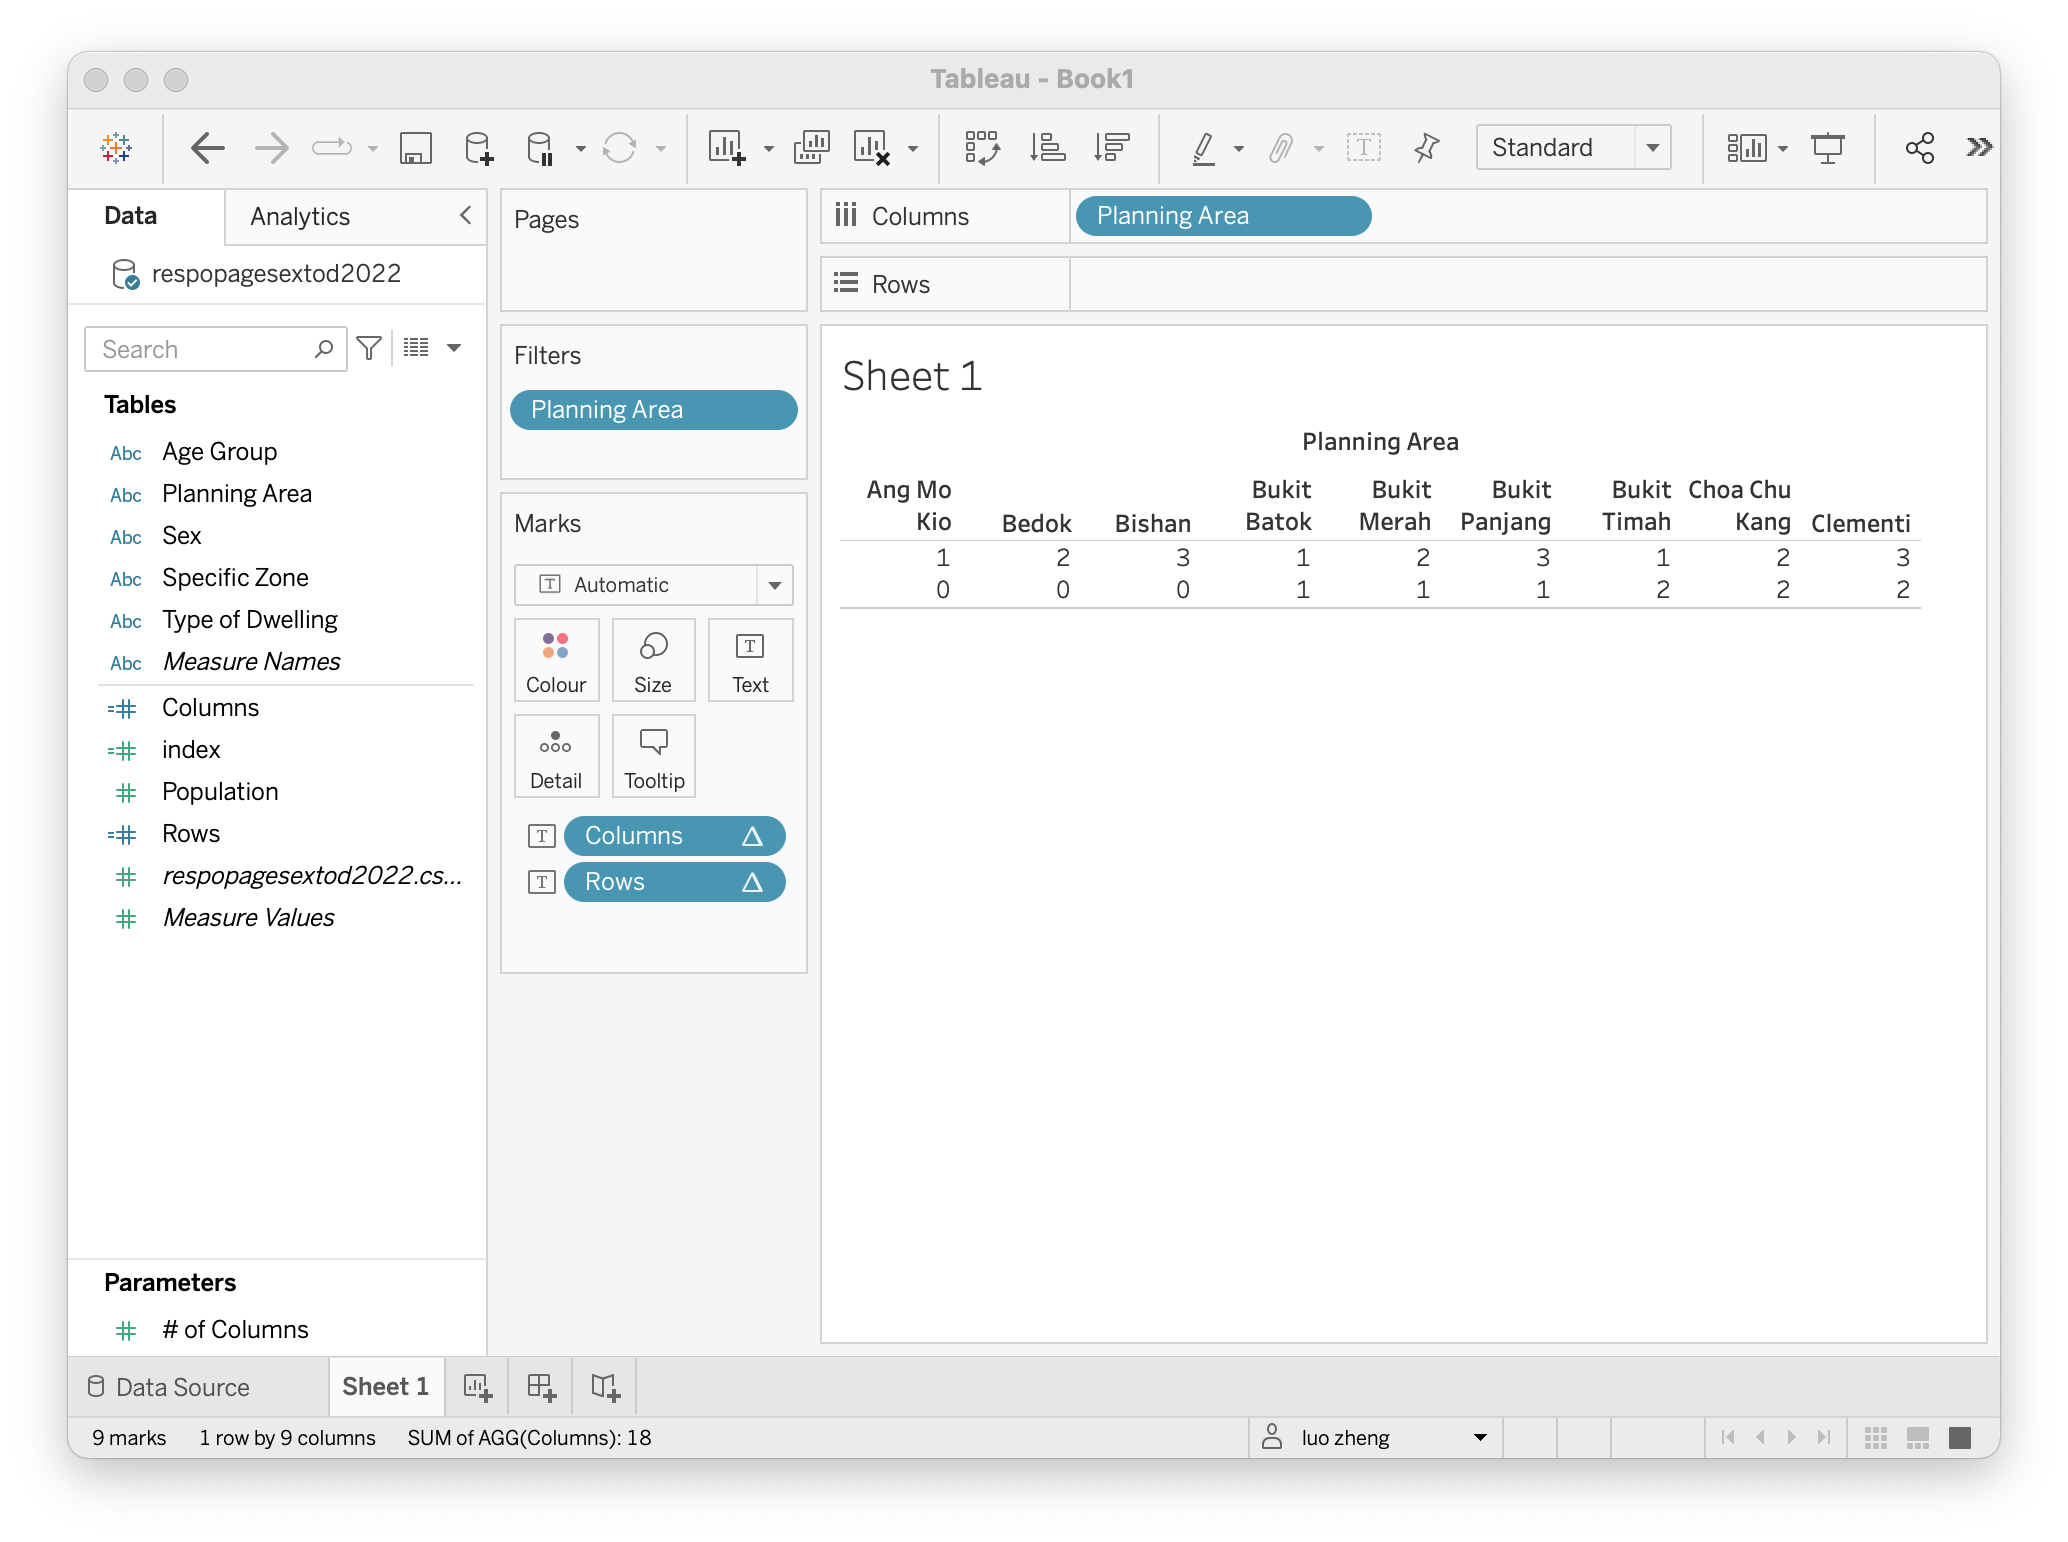 Tableau - Book1
Standard
Data
Analytics
respopagesextod2022
Search
Tables
Abc Age Group
Abc Planning Area
Abc Sex
Abc Specific Zone
Abc Type of Dwelling
Abc Measure Names
Columns
index
Population
Rows
respopagesextod2022.cs...
Measure Values
Parameters
# of Columns
Pages
Filters
Planning Area
Marks
T Automatic
Colour
Size
T
Text
Detail
Tooltip
T Columns
T Rows
Columns
Planning Area
Rows
Sheet 1
Planning Area
Ang Mo Kio Bedok Bishan Bukit Batok Bukit Merah Bukit Panjang Bukit Timah Choa Chu Kang Clementi
1 2 3 1 2 3 1 2 3
0 0 0 1 1 1 2 2 2
Data Source
Sheet 1
9 marks
1 row by 9 columns
SUM of AGG(Columns): 18
luo zheng